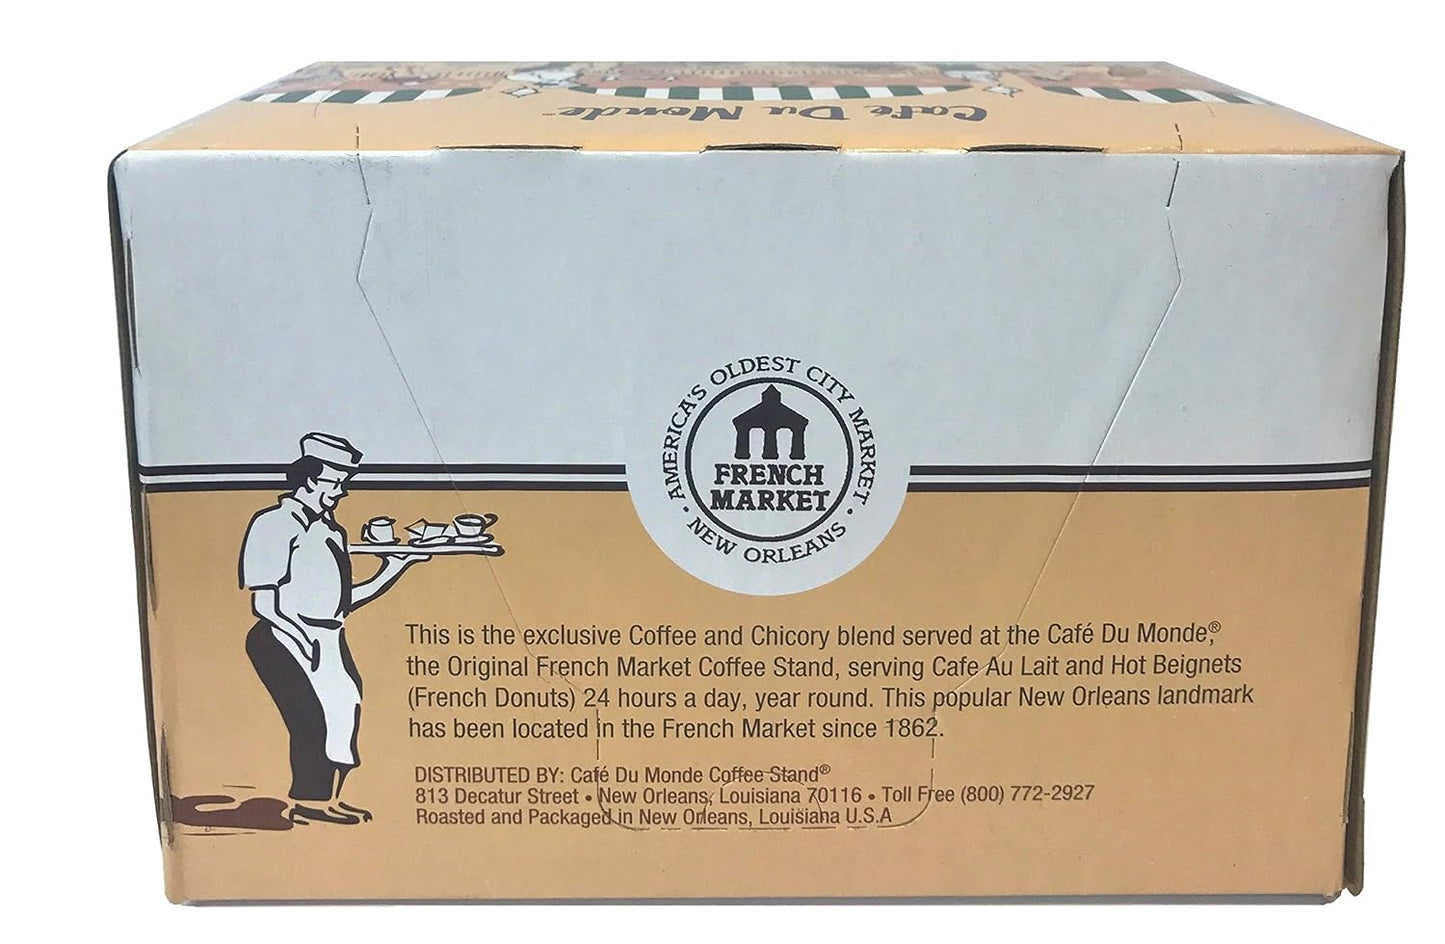 Café Du Monde™
AMERICA'S OLDEST CITY MARKET
FRENCH
MARKET
• NEW ORLEANS •
This is the exclusive Coffee and Chicory blend served at the Café Du Monde,®
the Original French Market Coffee Stand, serving Cafe Au Lait and Hot Beignets
(French Donuts) 24 hours a day, year round. This popular New Orleans landmark
has been located in the French Market since 1862.
DISTRIBUTED BY: Café Du Monde Coffee Stand®
813 Decatur Street • New Orleans, Louisiana 70116 • Toll Free (800) 772-2927
Roasted and Packaged in New Orleans, Louisiana U.S.A